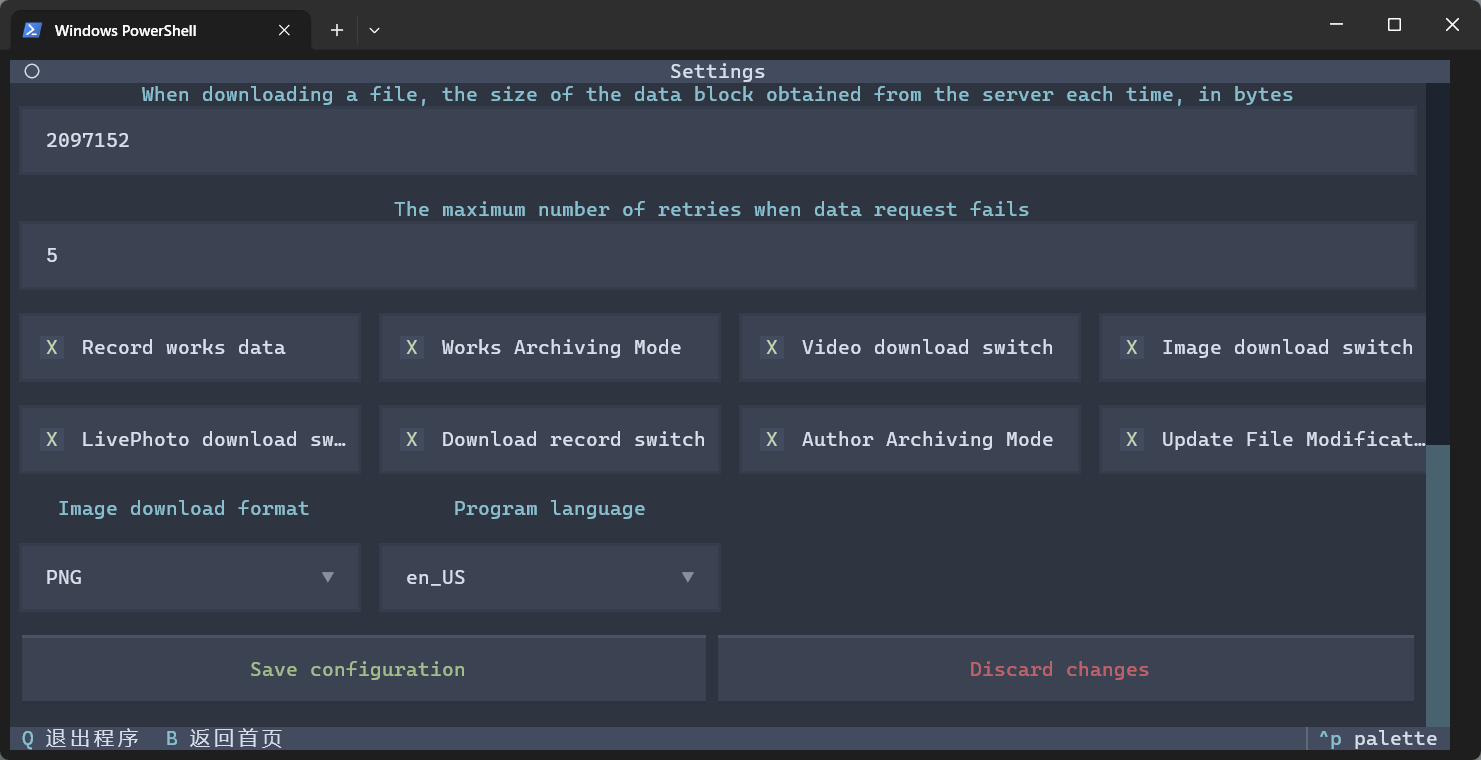 Windows PowerShell
Settings
When downloading a file, the size of the data block obtained from the server each time, in bytes
2097152
The maximum number of retries when data request fails
5
X Record works data X Works Archiving Mode X Video download switch X Image download switch
X LivePhoto download sw… X Download record switch X Author Archiving Mode X Update File Modificat…
Image download format Program language
PNG ▼ en_US ▼
Save configuration Discard changes
Q 退出程序 B 返回首页 ^p palette